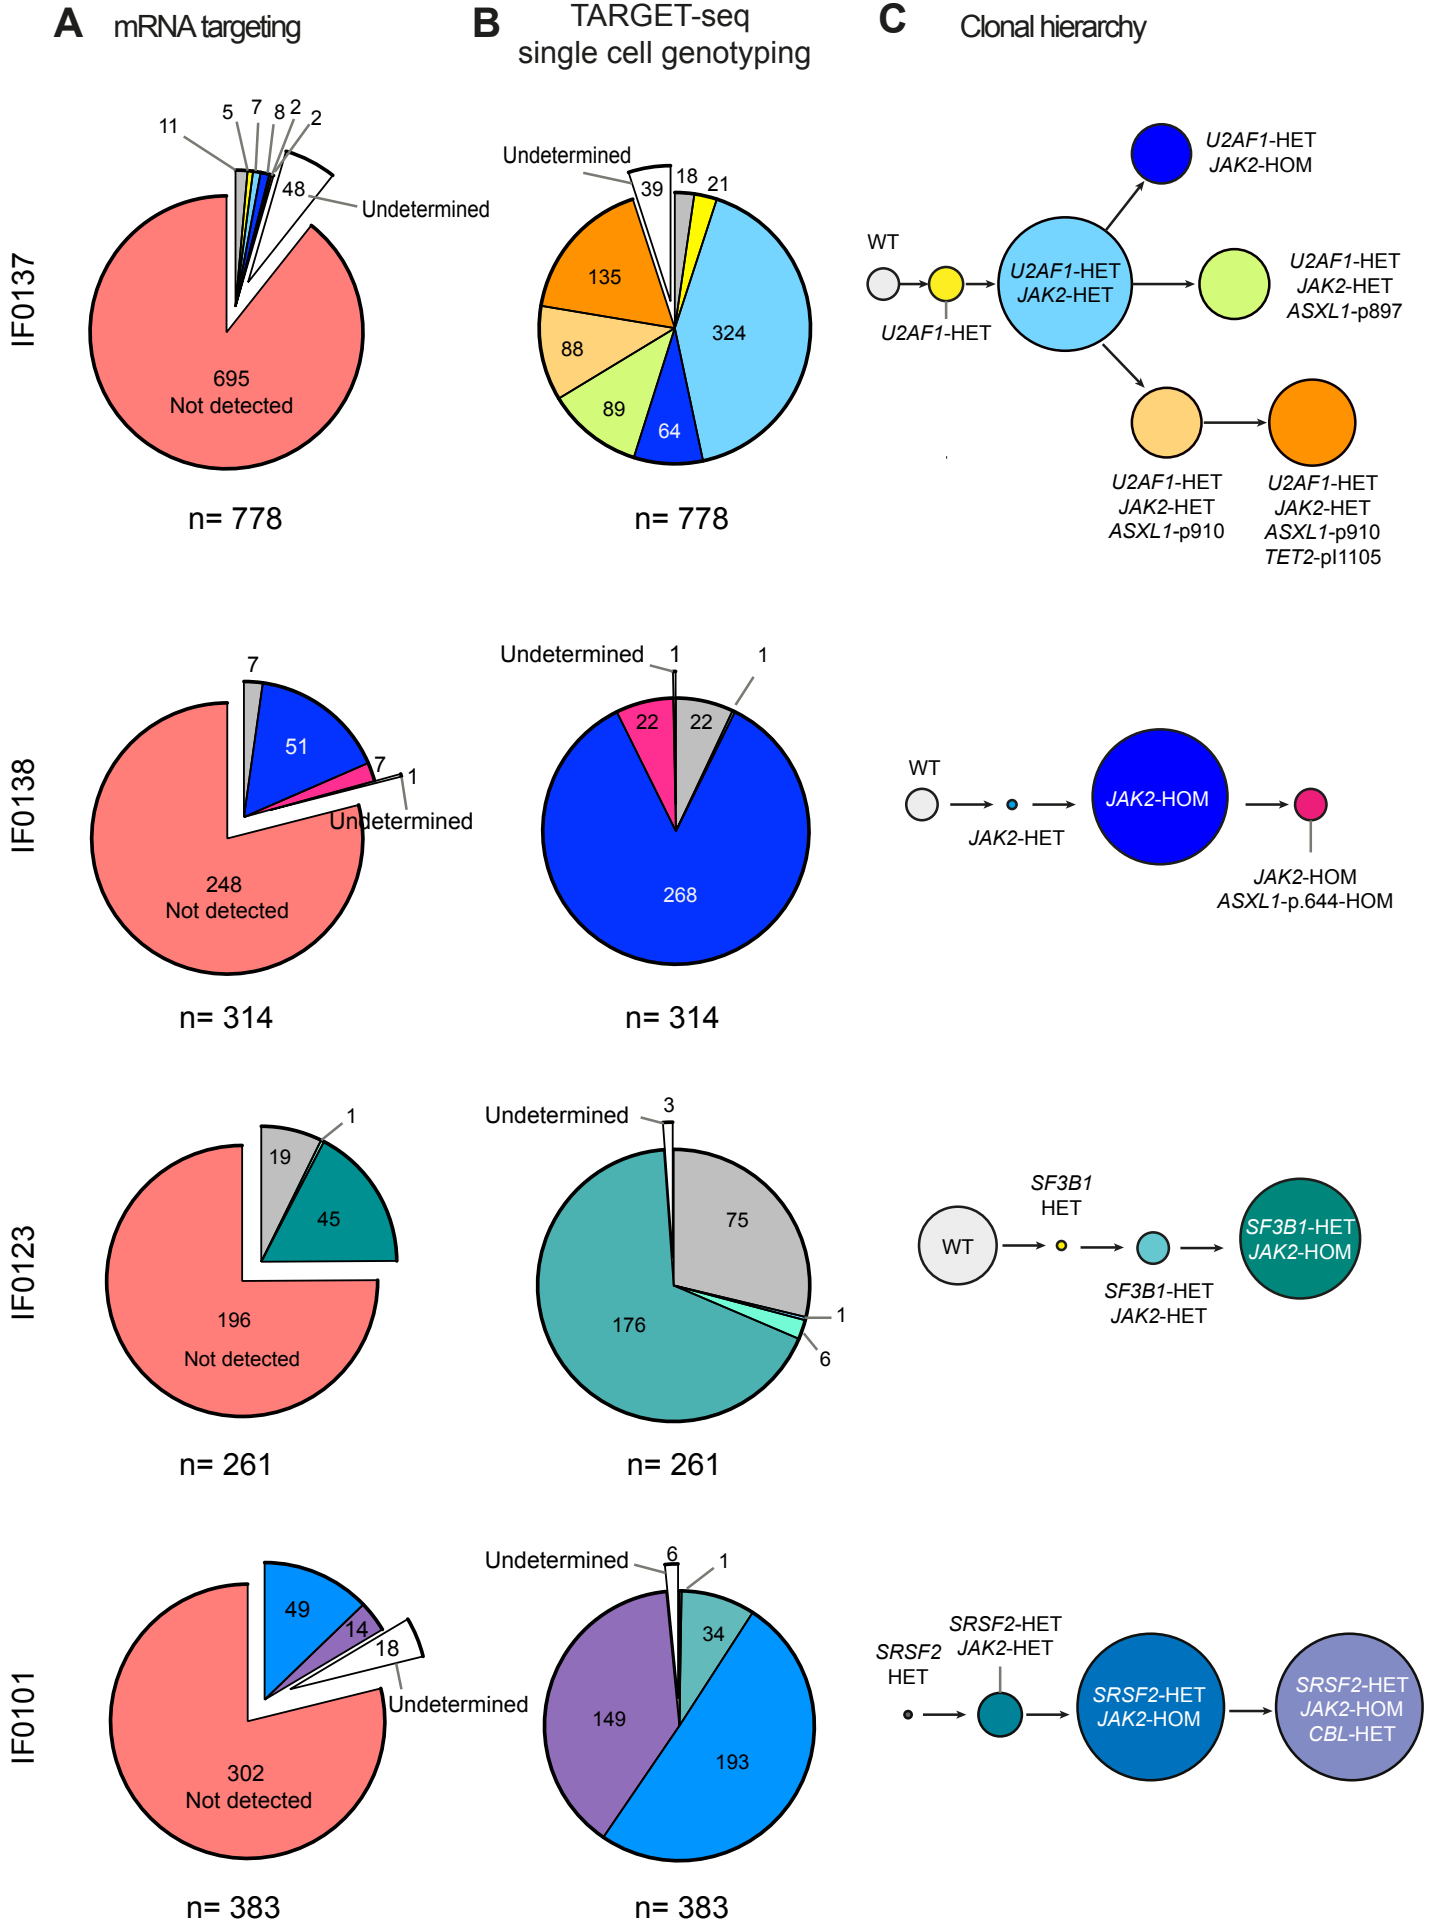 A mRNA targeting
B TARGET-seq
single cell genotyping
C Clonal hierarchy
IF0137
11
5
7
8
2
2
48
Undetermined
695
Not detected
n= 778
Undetermined
39
18
21
324
64
89
88
135
n= 778
WT
U2AF1-HET
U2AF1-HET
JAK2-HET
U2AF1-HET
JAK2-HOM
U2AF1-HET
JAK2-HET
ASXL1-p897
U2AF1-HET
JAK2-HET
ASXL1-p910
U2AF1-HET
JAK2-HET
ASXL1-p910
TET2-pI1105
IF0138
7
51
7
1
Undetermined
248
Not detected
n= 314
Undetermined
1
1
22
22
268
n= 314
WT
JAK2-HET
JAK2-HOM
JAK2-HOM
ASXL1-p.644-HOM
IF0123
1
19
45
196
Not detected
n= 261
Undetermined
3
75
1
6
176
n= 261
WT
SF3B1
HET
SF3B1-HET
JAK2-HET
SF3B1-HET
JAK2-HOM
IF0101
49
14
18
Undetermined
302
Not detected
n= 383
Undetermined
6
1
34
149
193
n= 383
SRSF2
HET
SRSF2-HET
JAK2-HET
SRSF2-HET
JAK2-HOM
SRSF2-HET
JAK2-HOM
CBL-HET